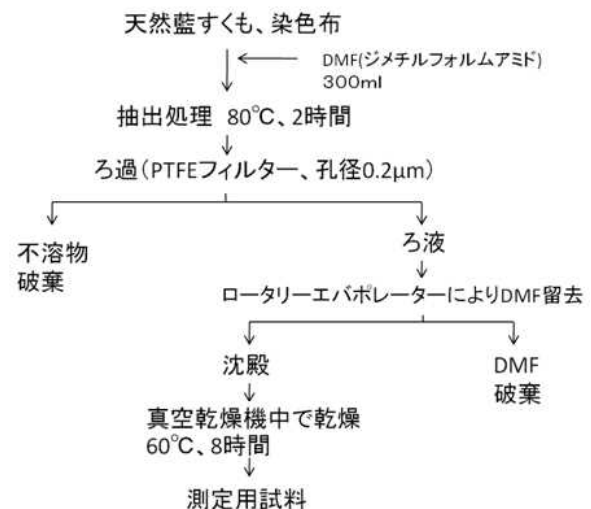 天然藍すくも、染色布
DMF(ジメチルフォルムアミド)
300ml
抽出処理 80℃、2時間
ろ過(PTFEフィルター、孔径0.2μm)
不溶物
破棄
ろ液
ロータリーエバポレーターによりDMF留去
沈殿
DMF
破棄
真空乾燥機中で乾燥
60℃、8時間
測定用試料